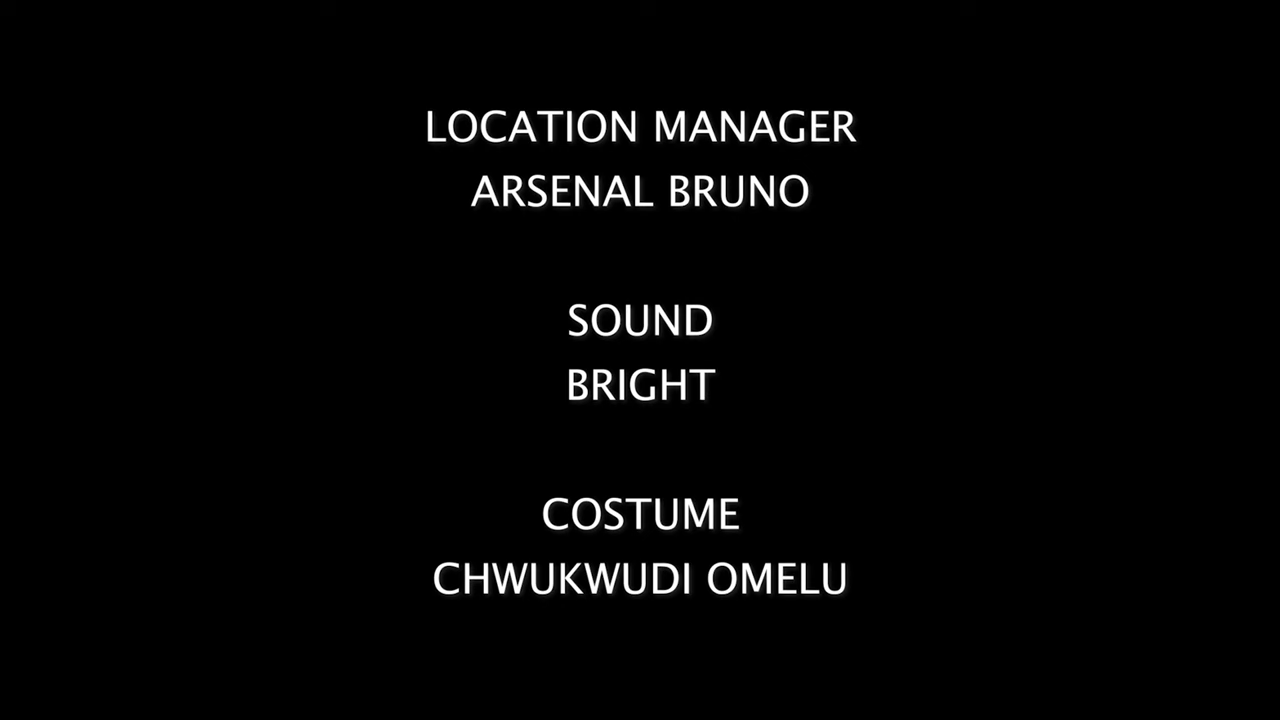 LOCATION MANAGER
ARSENAL BRUNO
SOUND
BRIGHT
COSTUME
CHWUKWUDI OMELU